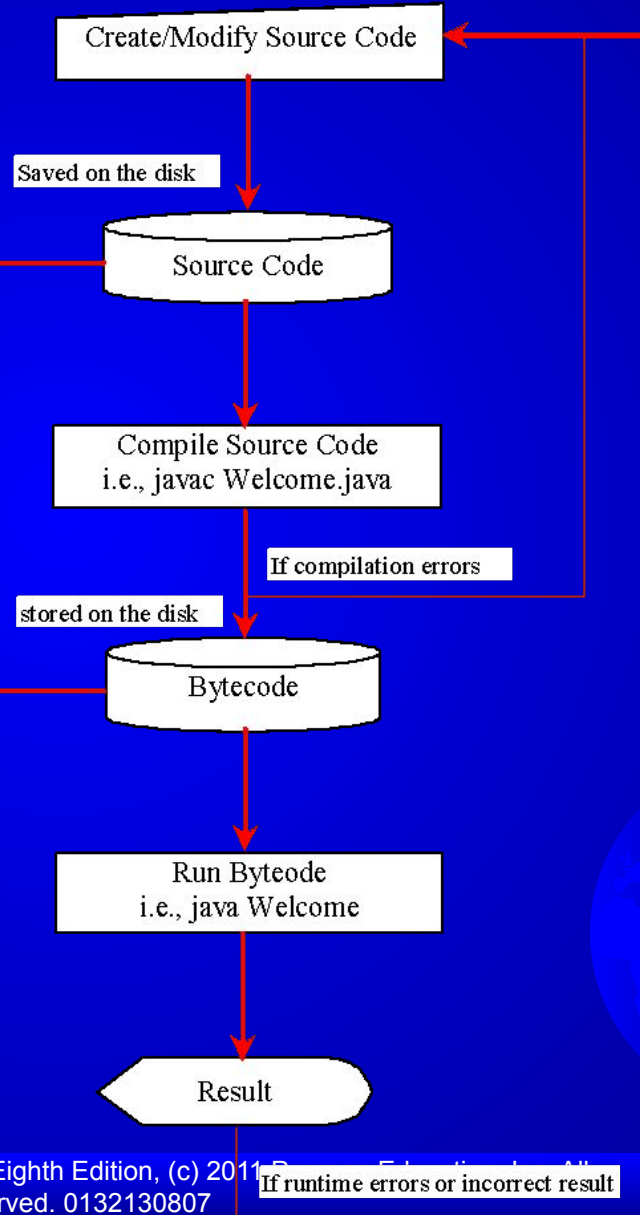 Create/Modify Source Code
Saved on the disk
Source Code
Compile Source Code
i.e., javac Welcome.java
If compilation errors
stored on the disk
Bytecode
Run Byteode
i.e., java Welcome
Result
Eighth Edition, (c) 2011
rved. 0132130807
If runtime errors or incorrect result